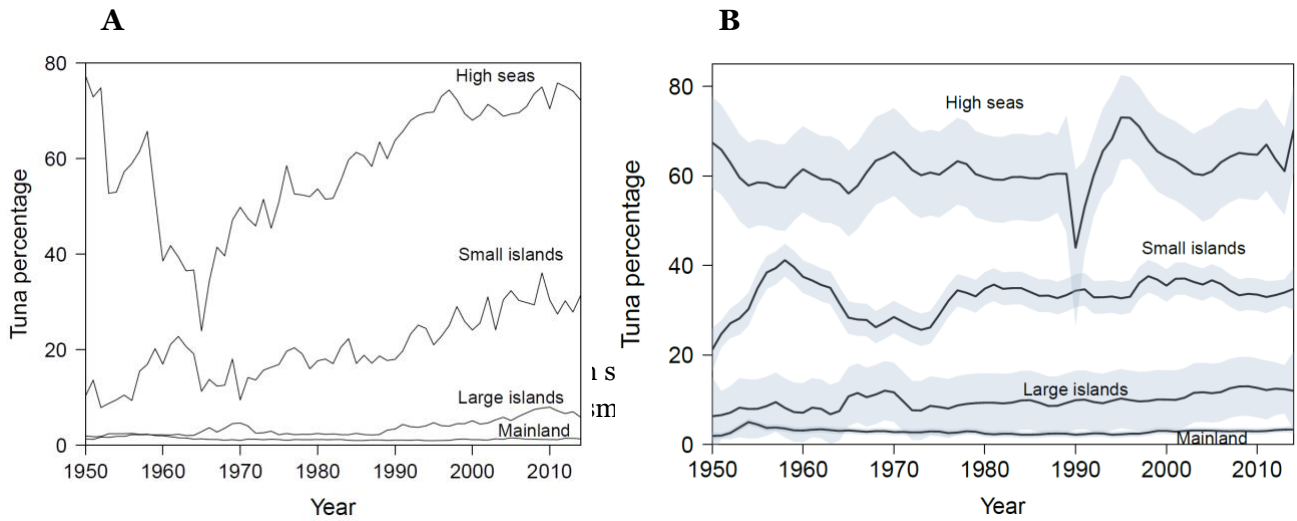 A
Tuna percentage
80
60
40
20
0
High seas
Small islands
Large islands
Mainland
1950 1960 1970 1980 1990 2000 2010
Year
s
sm
B
Tuna percentage
80
60
40
20
0
High seas
Small islands
Large islands
Mainland
1950 1960 1970 1980 1990 2000 2010
Year